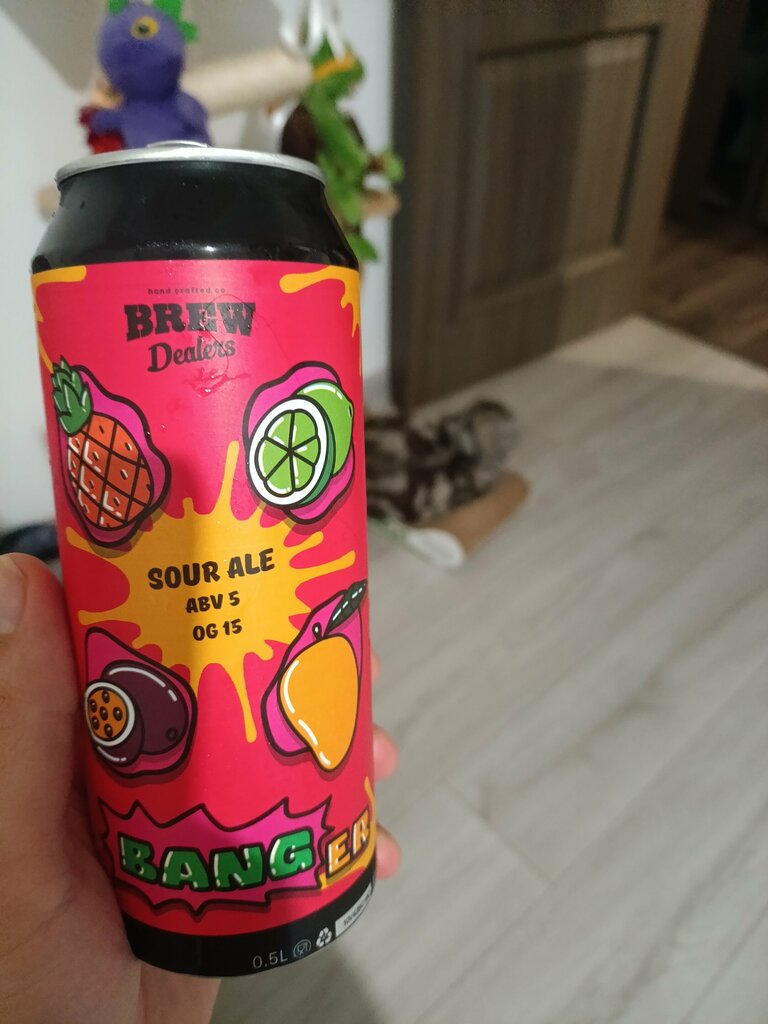 hand crafted co.
BREW
Dealers
SOUR ALE
ABV 5
OG 15
BANGER
0,5L